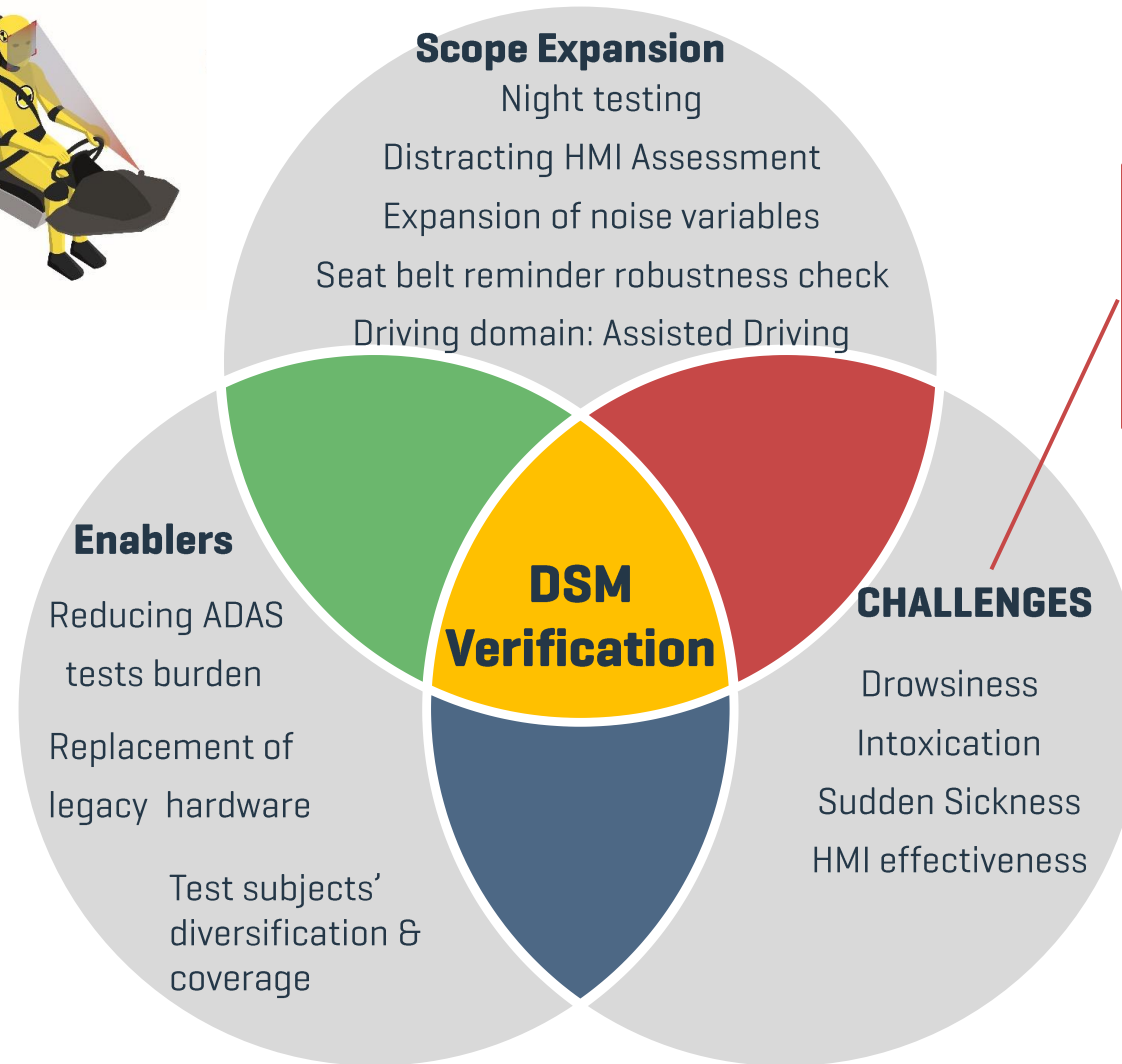 Scope Expansion
Night testing
Distracting HMI Assessment
Expansion of noise variables
Seat belt reminder robustness check
Driving domain: Assisted Driving
Enablers
Reducing ADAS
tests burden
Replacement of
legacy hardware
Test subjects’
diversification &
coverage
DSM
Verification
CHALLENGES
Drowsiness
Intoxication
Sudden Sickness
HMI effectiveness